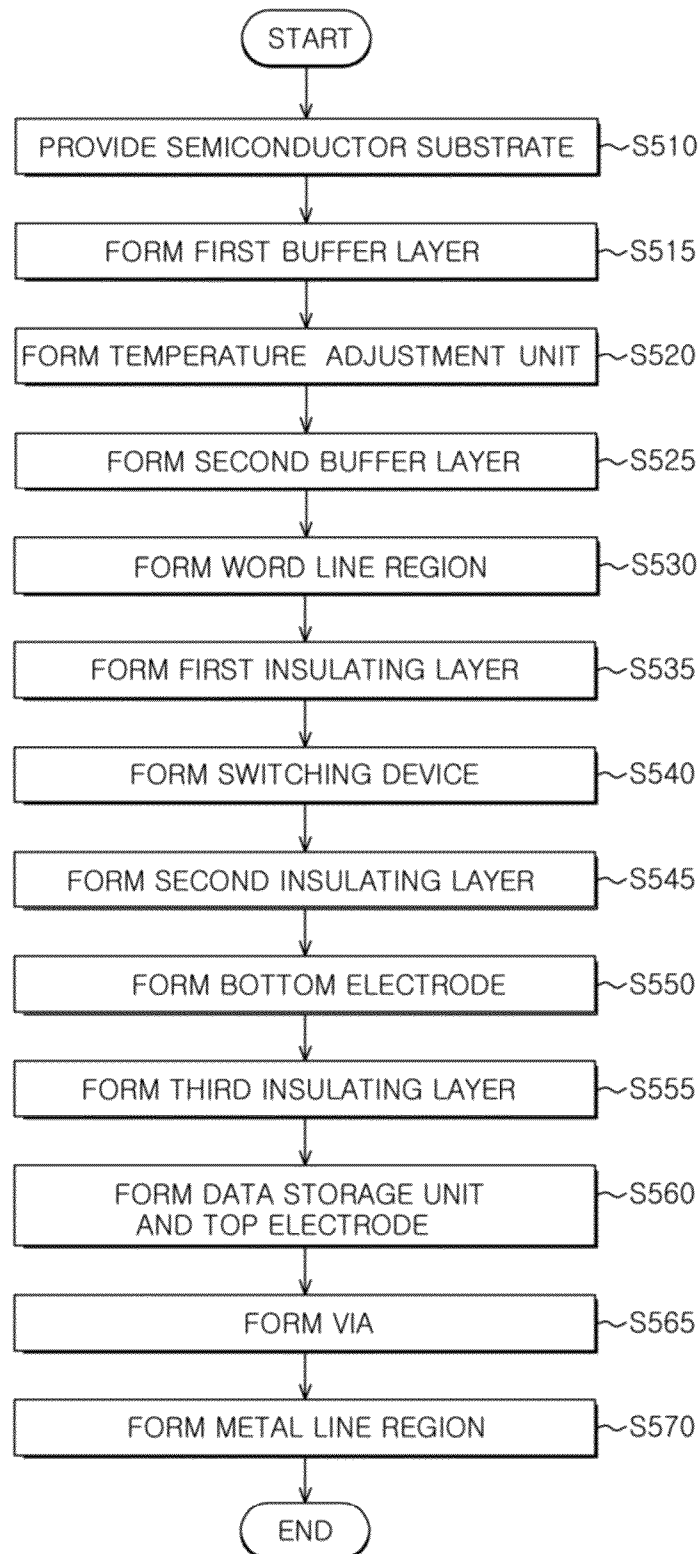 START
PROVIDE SEMICONDUCTOR SUBSTRATE S510
FORM FIRST BUFFER LAYER S515
FORM TEMPERATURE ADJUSTMENT UNIT S520
FORM SECOND BUFFER LAYER S525
FORM WORD LINE REGION S530
FORM FIRST INSULATING LAYER S535
FORM SWITCHING DEVICE S540
FORM SECOND INSULATING LAYER S545
FORM BOTTOM ELECTRODE S550
FORM THIRD INSULATING LAYER S555
FORM DATA STORAGE UNIT S560
AND TOP ELECTRODE
FORM VIA S565
FORM METAL LINE REGION S570
END